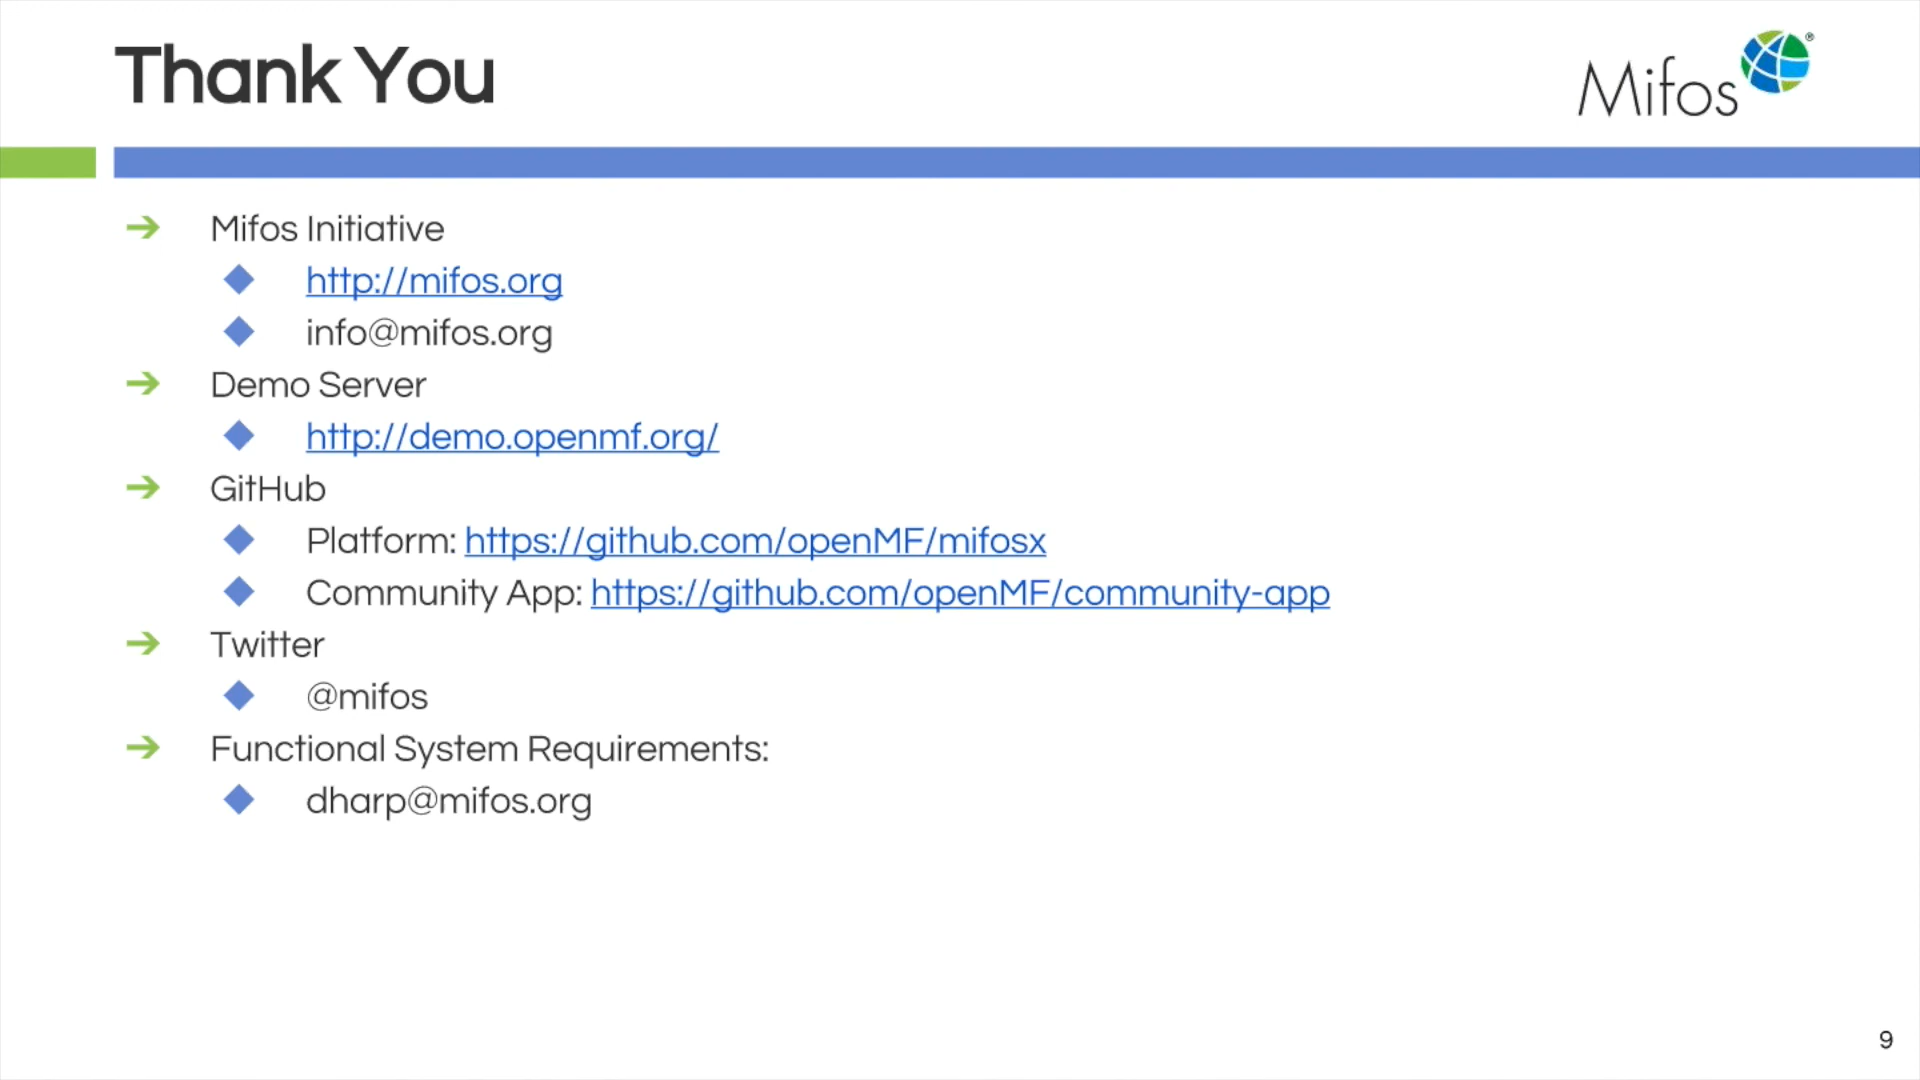 Thank You
Mifos®
➔ Mifos Initiative
◆ http://mifos.org
◆ info@mifos.org
➔ Demo Server
◆ http://demo.openmf.org/
➔ GitHub
◆ Platform: https://github.com/openMF/mifosx
◆ Community App: https://github.com/openMF/community-app
➔ Twitter
◆ @mifos
➔ Functional System Requirements:
◆ dharp@mifos.org
9